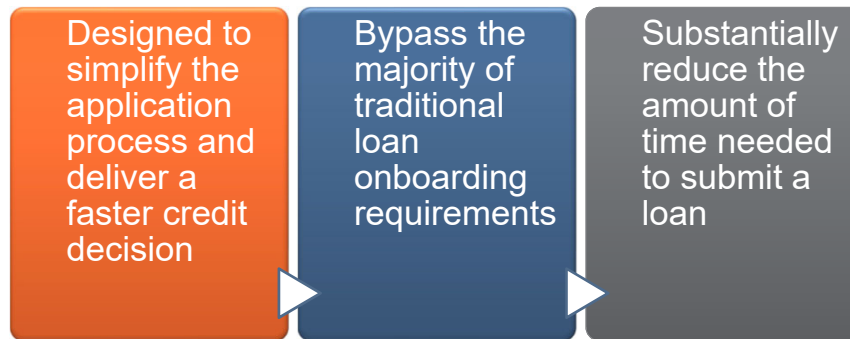 Designed to
simplify the
application
process and
deliver a
faster credit
decision
Bypass the
majority of
traditional
loan
onboarding
requirements
Substantially
reduce the
amount of
time needed
to submit a
loan